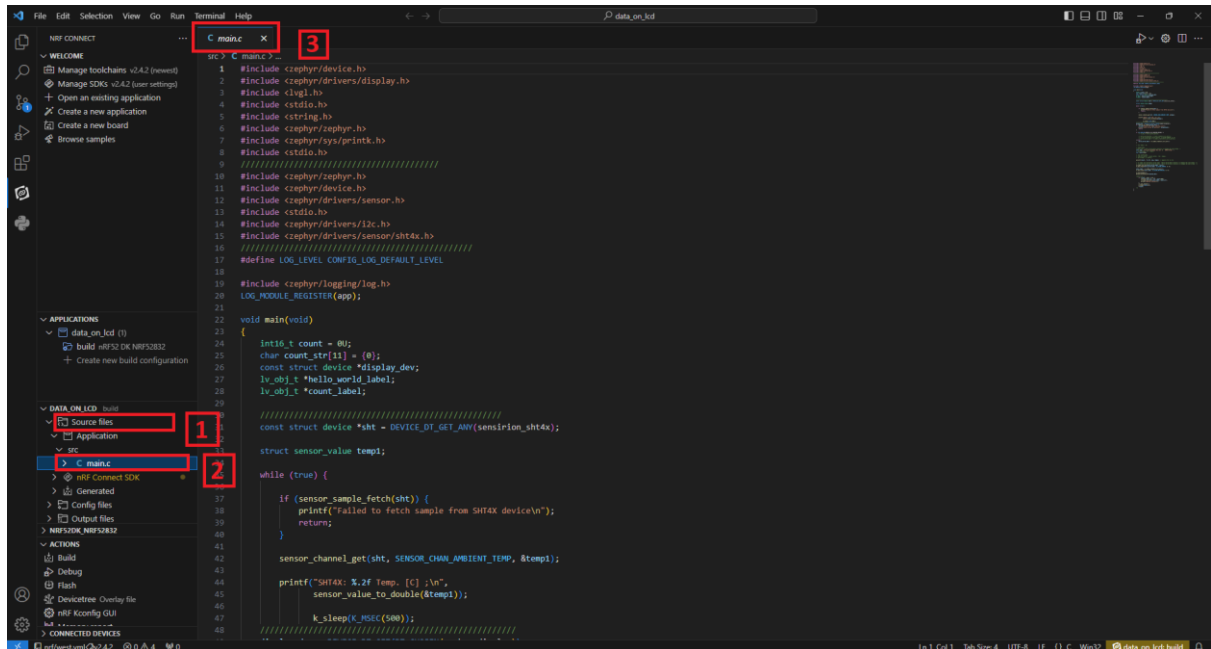 File Edit Selection View Go Run Terminal Help
data_on_lcd
NRF CONNECT
WELCOME
Manage toolchains v2.4.2 (newest)
Manage SDKs v2.4.2 (user settings)
Open an existing application
Create a new application
Create a new board
Browse samples
APPLICATIONS
data_on_lcd (1)
build nRF52 DK NRF52832
Create new build configuration
DATA_ON_LCD build
Source files
1
Application
src
C main.c
2
nRF Connect SDK
Generated
Config files
Output files
NRF52DK_NRF52832
ACTIONS
Build
Debug
Flash
Devicetree Overlay file
nRF Kconfig GUI
CONNECTED DEVICES
C main.c ×
3
src > C main.c > ...
1 #include <zephyr/device.h>
2 #include <zephyr/drivers/display.h>
3 #include <lvgl.h>
4 #include <stdio.h>
5 #include <string.h>
6 #include <zephyr/zephyr.h>
7 #include <zephyr/sys/printk.h>
8 #include <stdio.h>
9 /////////////////////////////////////////
10 #include <zephyr/zephyr.h>
11 #include <zephyr/device.h>
12 #include <zephyr/drivers/sensor.h>
13 #include <stdio.h>
14 #include <zephyr/drivers/i2c.h>
15 #include <zephyr/drivers/sensor/sht4x.h>
16 ////////////////////////////////////////////////
17 #define LOG_LEVEL CONFIG_LOG_DEFAULT_LEVEL
18
19 #include <zephyr/logging/log.h>
20 LOG_MODULE_REGISTER(app);
21
22 void main(void)
23 {
24 int16_t count = 0U;
25 char count_str[11] = {0};
26 const struct device *display_dev;
27 lv_obj_t *hello_world_label;
28 lv_obj_t *count_label;
29
//////////////////////////////////////////////////
const struct device *sht = DEVICE_DT_GET_ANY(sensirion_sht4x);
struct sensor_value temp1;
while (true) {
37 if (sensor_sample_fetch(sht)) {
38 printf("Failed to fetch sample from SHT4X device\n");
39 return;
40 }
41
42 sensor_channel_get(sht, SENSOR_CHAN_AMBIENT_TEMP, &temp1);
43
44 printf("SHT4X: %.2f Temp. [C] ;\n",
45 sensor_value_to_double(&temp1));
46
47 k_sleep(K_MSEC(500));
48 /////////////////////////////////////////////////////
nrf/west.yml@v2.4.2 0 4 0
Ln 1, Col 1 Tab Size: 4 UTF-8 LF {} C Win32 data_on_lcd: build